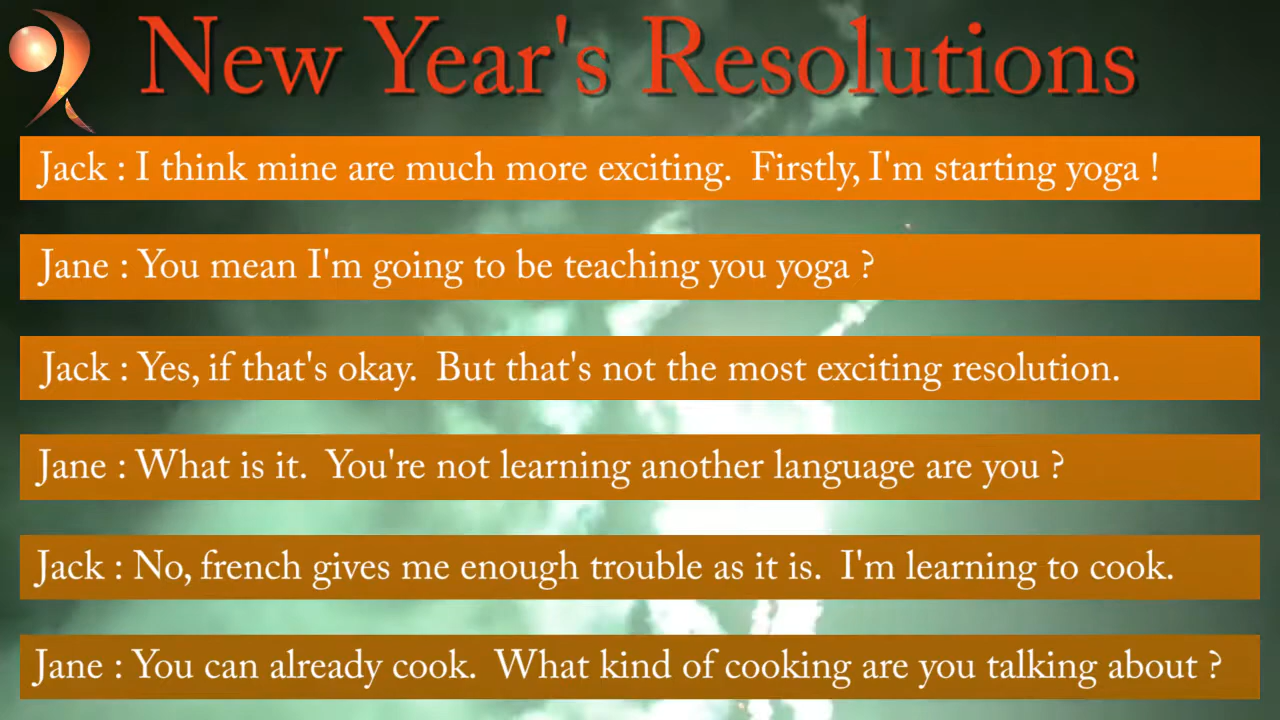 New Year's Resolutions
Jack : I think mine are much more exciting. Firstly, I'm starting yoga !
Jane : You mean I'm going to be teaching you yoga ?
Jack : Yes, if that's okay. But that's not the most exciting resolution.
Jane : What is it. You're not learning another language are you ?
Jack : No, french gives me enough trouble as it is. I'm learning to cook.
Jane : You can already cook. What kind of cooking are you talking about ?